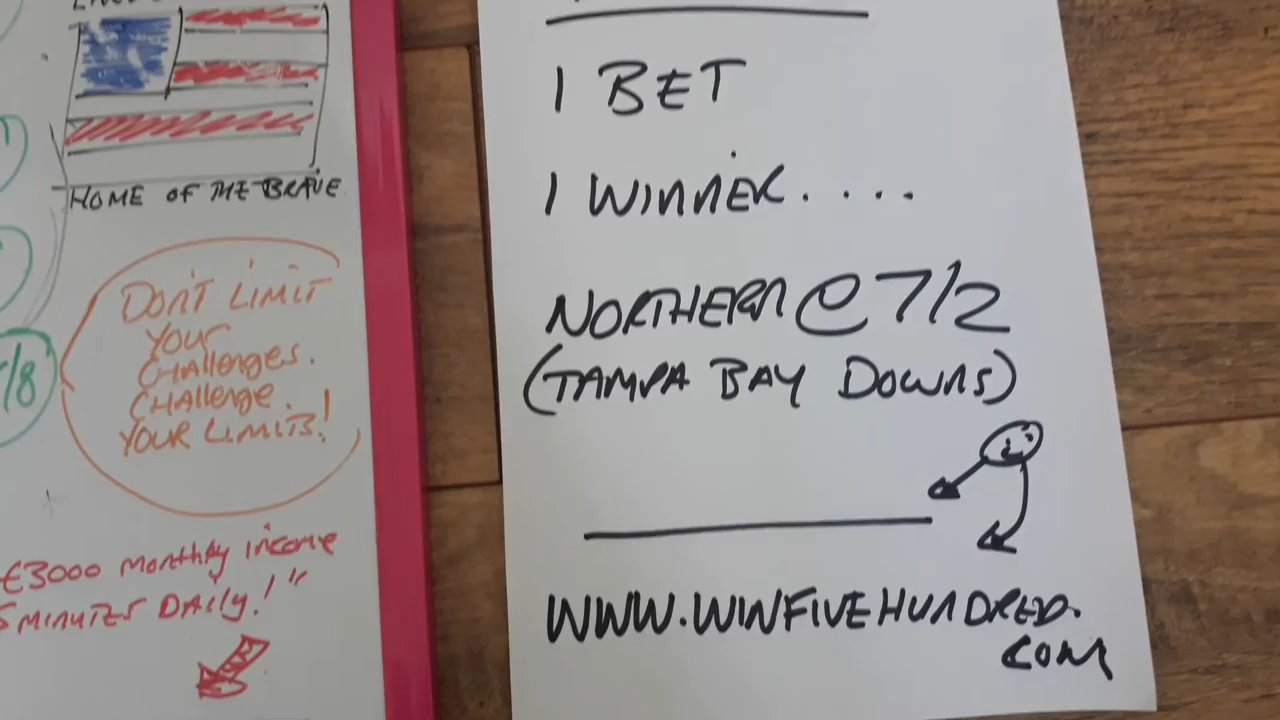 HOME OF THE BRAVE
DON'T LIMIT
YOUR
CHALLENGES.
CHALLENGE
YOUR LIMITS!
€3000 monthly income
5 MINUTES DAILY!"
/8
1 BET
1 WINNER....
NORTHERN @ 7/2
(TAMPA BAY DOWNS)
WWW.WINFIVEHUNDRED.
COM